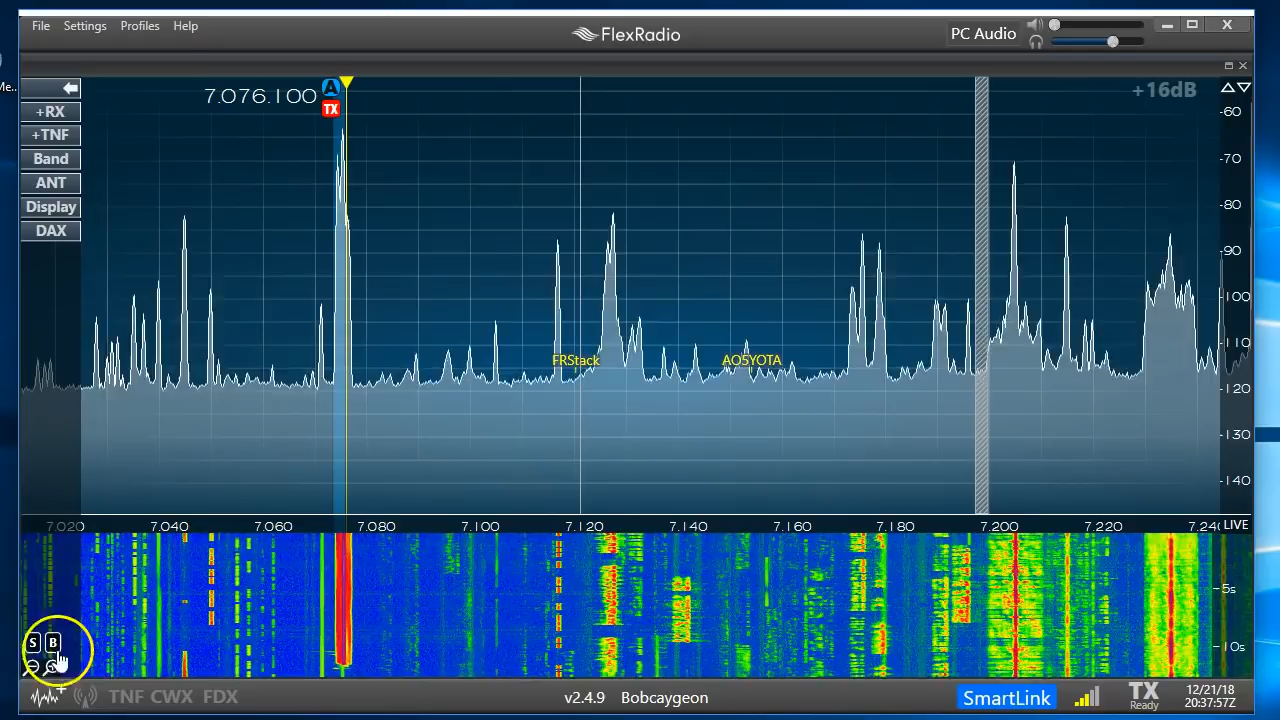 File Settings Profiles Help
FlexRadio
PC Audio
Me..
7.076.100
A
TX
+16dB
+RX
+TNF
Band
ANT
Display
DAX
-60
-70
-80
-90
-100
-110
-120
-130
-140
FRStack
AO5YOTA
7.020 7.040 7.060 7.080 7.100 7.120 7.140 7.160 7.180 7.200 7.220 7.240 LIVE
5s
10s
S B
TNF CWX FDX
v2.4.9 Bobcaygeon
SmartLink
TX
Ready
12/21/18
20:37:57Z